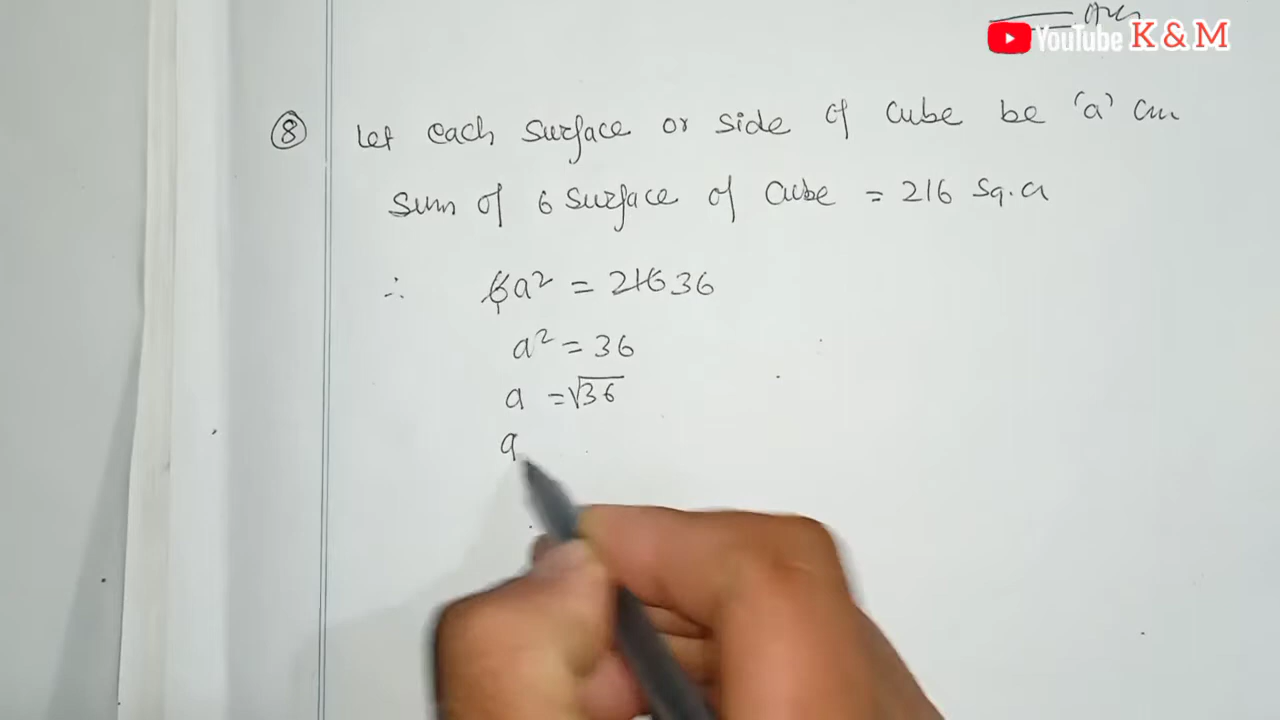 Ans
YouTube K & M
⑧ Let each surface or side of cube be 'a' cm
Sum of 6 surface of cube = 216 sq.a
∴ 6a² = 216 36
a² = 36
a = √36
a